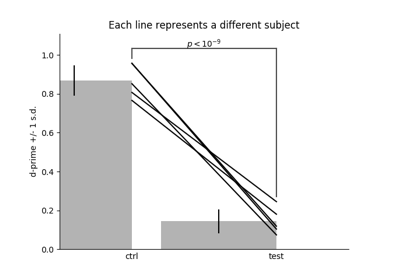 Each line represents a different subject
p < 10⁻⁹
1.0
0.8
0.6
0.4
0.2
0.0
d-prime +/- 1 s.d.
ctrl test